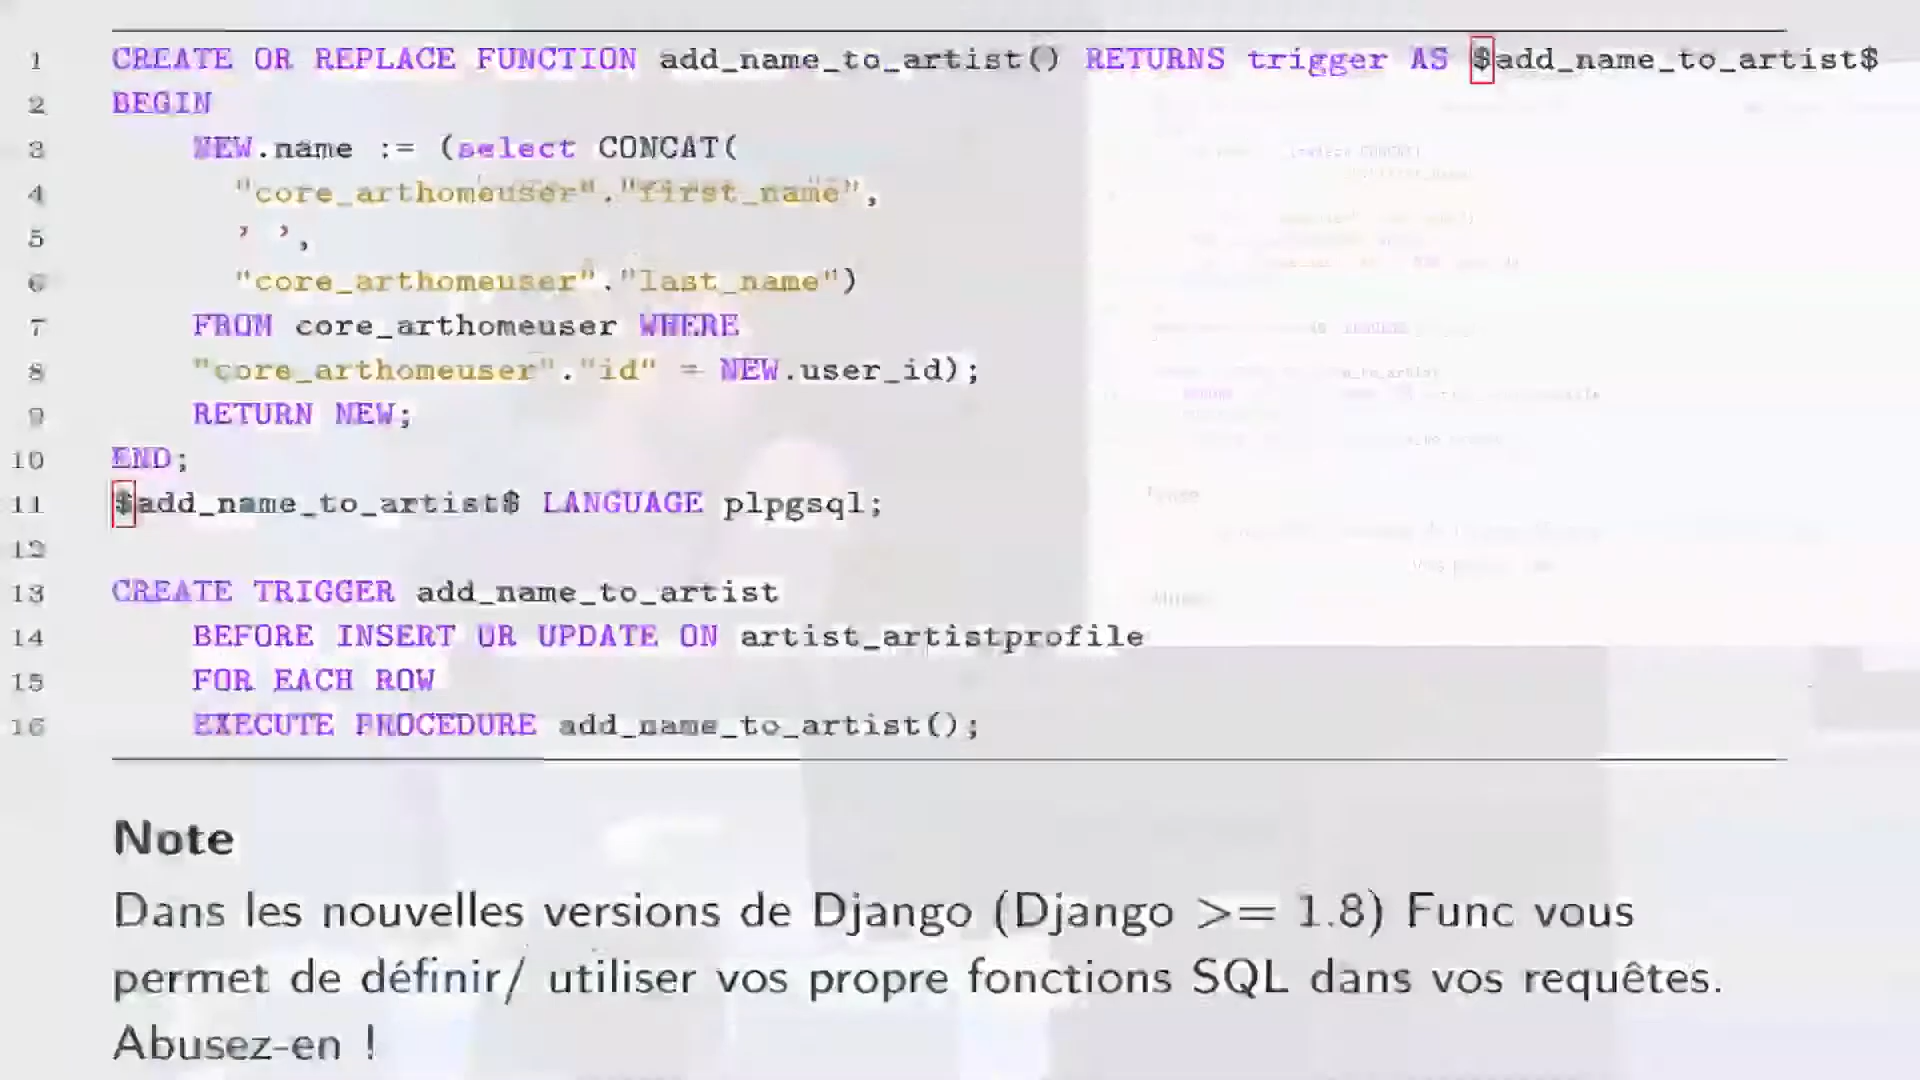 1 CREATE OR REPLACE FUNCTION add_name_to_artist() RETURNS trigger AS $add_name_to_artist$
2 BEGIN
3 NEW.name := (select CONCAT(
4 "core_arthomeuser"."first_name",
5 ' ',
6 "core_arthomeuser"."last_name")
7 FROM core_arthomeuser WHERE
8 "core_arthomeuser"."id" = NEW.user_id);
9 RETURN NEW;
10 END;
11 $add_name_to_artist$ LANGUAGE plpgsql;
12
13 CREATE TRIGGER add_name_to_artist
14 BEFORE INSERT OR UPDATE ON artist_artistprofile
15 FOR EACH ROW
16 EXECUTE PROCEDURE add_name_to_artist();
Note
Dans les nouvelles versions de Django (Django >= 1.8) Func vous
permet de définir/ utiliser vos propre fonctions SQL dans vos requêtes.
Abusez-en !